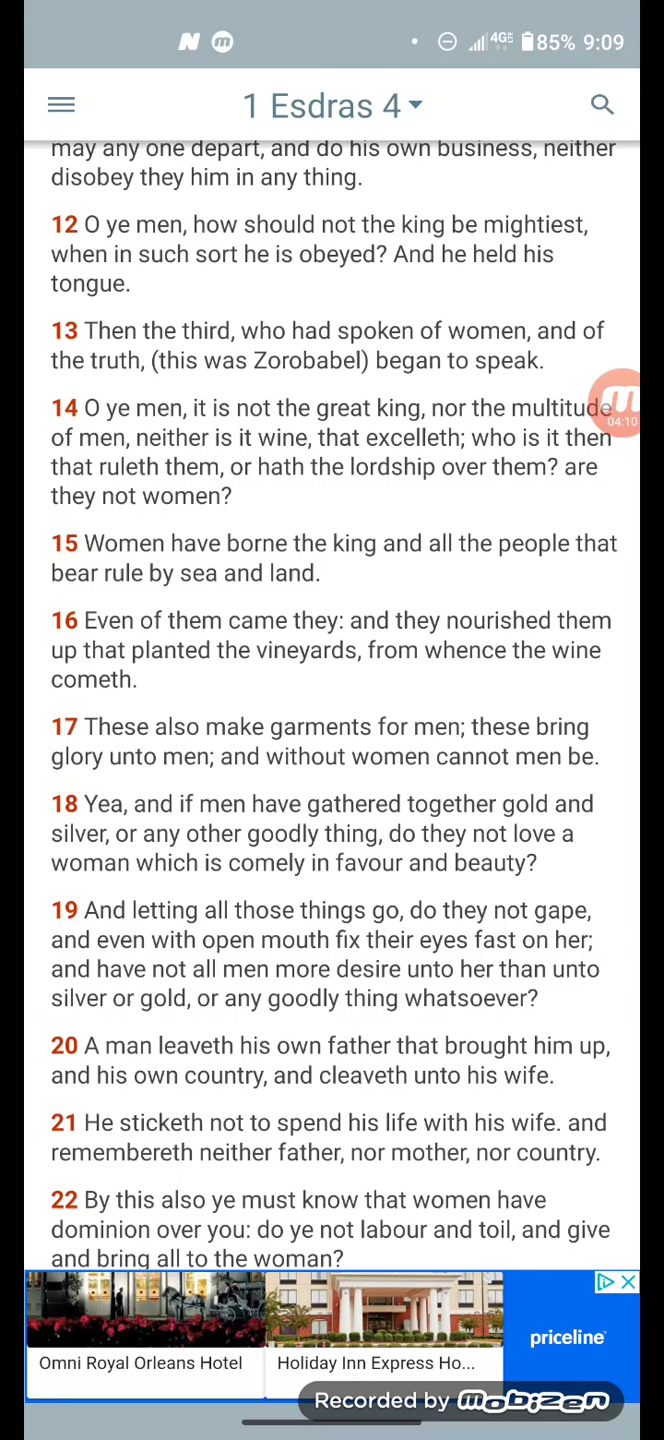 N m 4GE 85% 9:09
1 Esdras 4
may any one depart, and do his own business, neither
disobey they him in any thing.
12 O ye men, how should not the king be mightiest,
when in such sort he is obeyed? And he held his
tongue.
13 Then the third, who had spoken of women, and of
the truth, (this was Zorobabel) began to speak.
14 O ye men, it is not the great king, nor the multitude
of men, neither is it wine, that excelleth; who is it then
that ruleth them, or hath the lordship over them? are
they not women?
m
04:10
15 Women have borne the king and all the people that
bear rule by sea and land.
16 Even of them came they: and they nourished them
up that planted the vineyards, from whence the wine
cometh.
17 These also make garments for men; these bring
glory unto men; and without women cannot men be.
18 Yea, and if men have gathered together gold and
silver, or any other goodly thing, do they not love a
woman which is comely in favour and beauty?
19 And letting all those things go, do they not gape,
and even with open mouth fix their eyes fast on her;
and have not all men more desire unto her than unto
silver or gold, or any goodly thing whatsoever?
20 A man leaveth his own father that brought him up,
and his own country, and cleaveth unto his wife.
21 He sticketh not to spend his life with his wife. and
remembereth neither father, nor mother, nor country.
22 By this also ye must know that women have
dominion over you: do ye not labour and toil, and give
and bring all to the woman?
priceline
Omni Royal Orleans Hotel
Holiday Inn Express Ho...
Recorded by mobizen